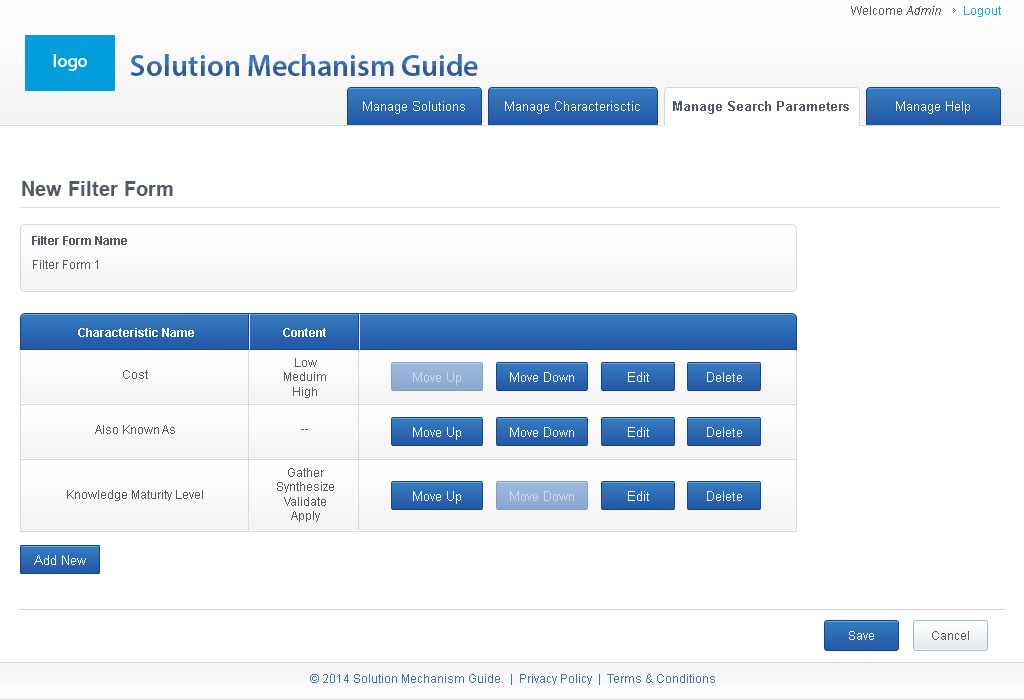 Welcome Admin › Logout
logo
Solution Mechanism Guide
Manage Solutions
Manage Characterisctic
Manage Search Parameters
Manage Help
New Filter Form
Filter Form Name
Filter Form 1
Characteristic Name Content
Cost
Low
Meduim
High
Move Up Move Down Edit Delete
Also Known As
--
Move Up Move Down Edit Delete
Knowledge Maturity Level
Gather
Synthesize
Validate
Apply
Move Up Move Down Edit Delete
Add New
Save Cancel
© 2014 Solution Mechanism Guide. | Privacy Policy | Terms & Conditions